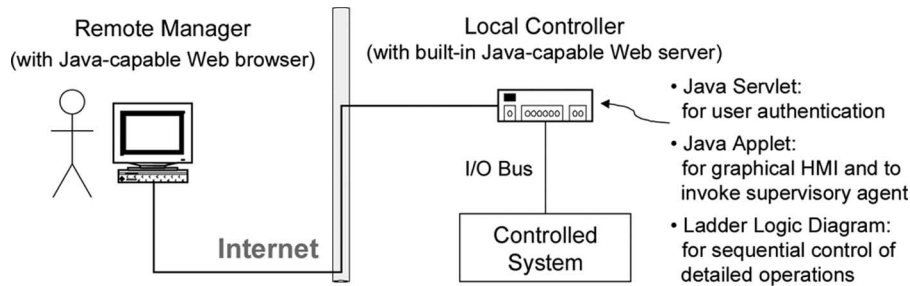 Remote Manager
(with Java-capable Web browser)
Local Controller
(with built-in Java-capable Web server)
• Java Servlet:
for user authentication
• Java Applet:
for graphical HMI and to
invoke supervisory agent
• Ladder Logic Diagram:
for sequential control of
detailed operations
I/O Bus
Internet
Controlled
System